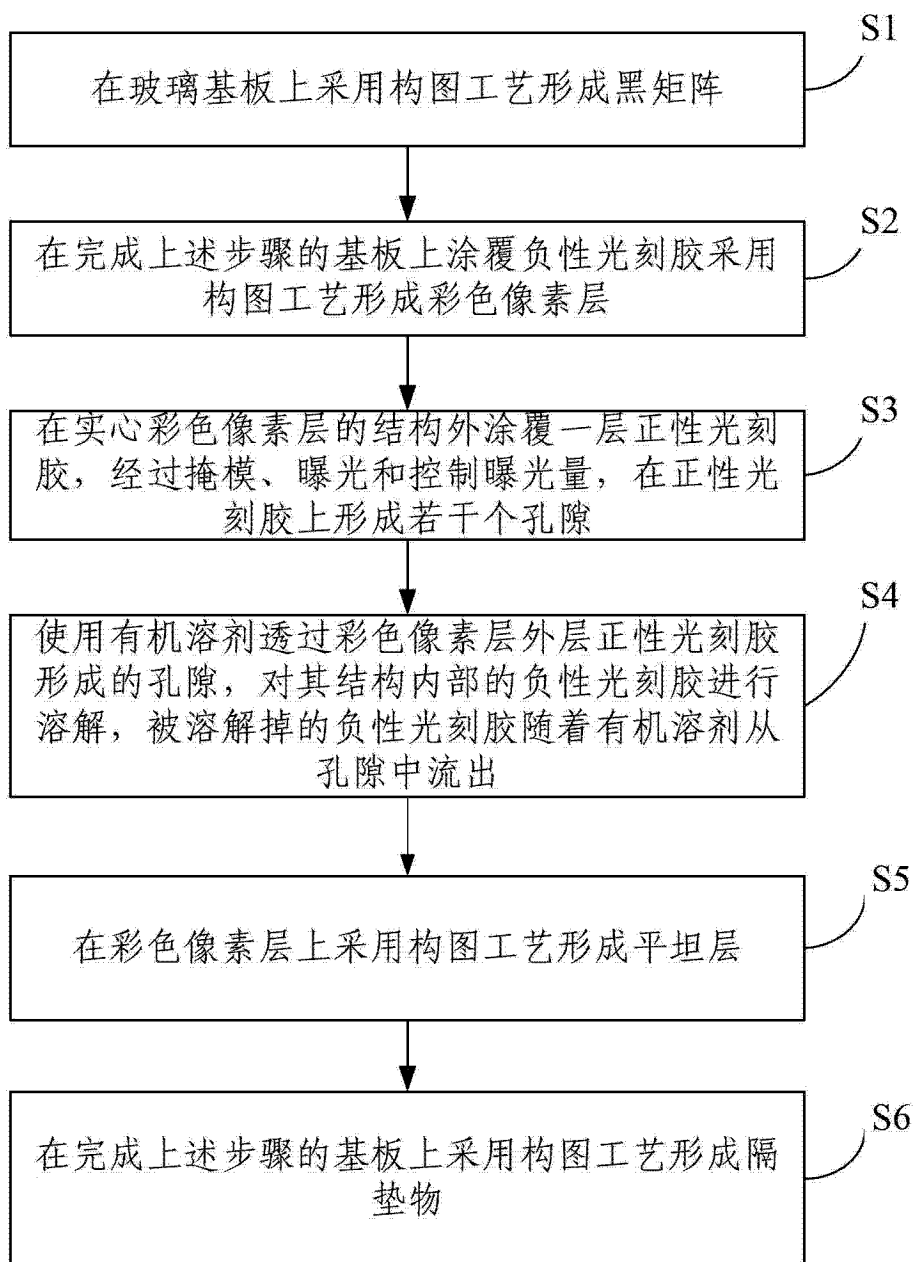 S1
在玻璃基板上采用构图工艺形成黑矩阵
S2
在完成上述步骤的基板上涂覆负性光刻胶采用
构图工艺形成彩色像素层
S3
在实心彩色像素层的结构外涂覆一层正性光刻
胶，经过掩模、曝光和控制曝光量，在正性光
刻胶上形成若干个孔隙
S4
使用有机溶剂透过彩色像素层外层正性光刻胶
形成的孔隙，对其结构内部的负性光刻胶进行
溶解，被溶解掉的负性光刻胶随着有机溶剂从
孔隙中流出
S5
在彩色像素层上采用构图工艺形成平坦层
S6
在完成上述步骤的基板上采用构图工艺形成隔
垫物